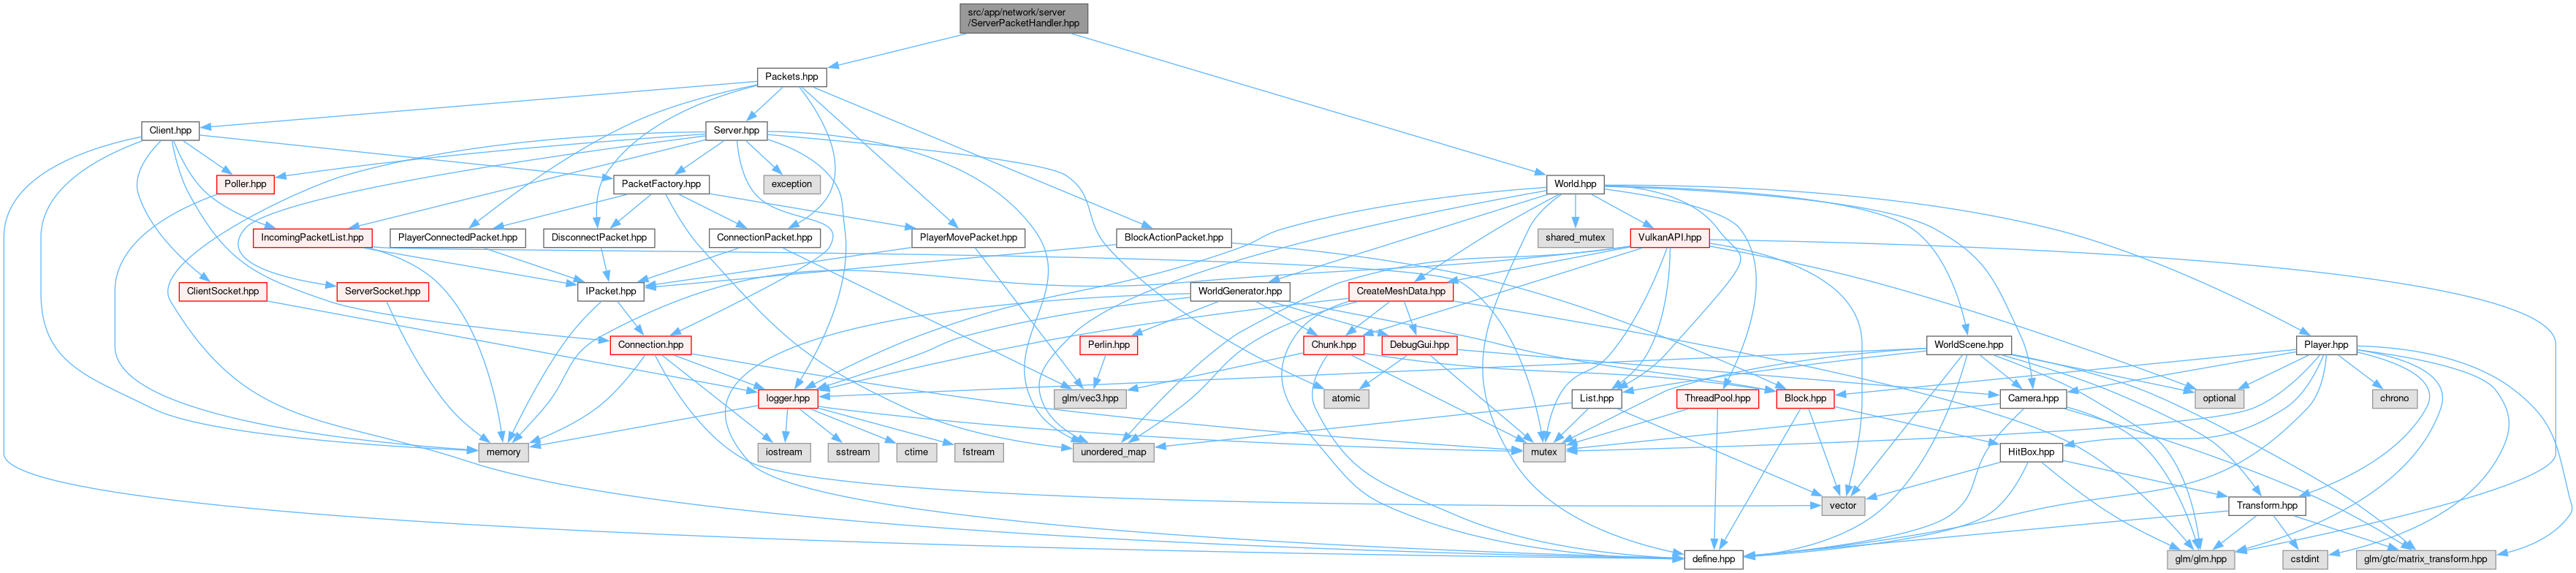 src/app/network/server
/ServerPacketHandler.hpp
Packets.hpp
Client.hpp
Server.hpp
Poller.hpp
PacketFactory.hpp
exception
World.hpp
IncomingPacketList.hpp
PlayerConnectedPacket.hpp
DisconnectPacket.hpp
ConnectionPacket.hpp
PlayerMovePacket.hpp
BlockActionPacket.hpp
shared_mutex
VulkanAPI.hpp
ClientSocket.hpp
ServerSocket.hpp
IPacket.hpp
WorldGenerator.hpp
CreateMeshData.hpp
Connection.hpp
Perlin.hpp
Chunk.hpp
DebugGui.hpp
WorldScene.hpp
Player.hpp
logger.hpp
glm/vec3.hpp
atomic
List.hpp
ThreadPool.hpp
Block.hpp
Camera.hpp
optional
chrono
memory
iostream
sstream
ctime
fstream
unordered_map
mutex
HitBox.hpp
vector
Transform.hpp
define.hpp
glm/glm.hpp
cstdint
glm/gtc/matrix_transform.hpp